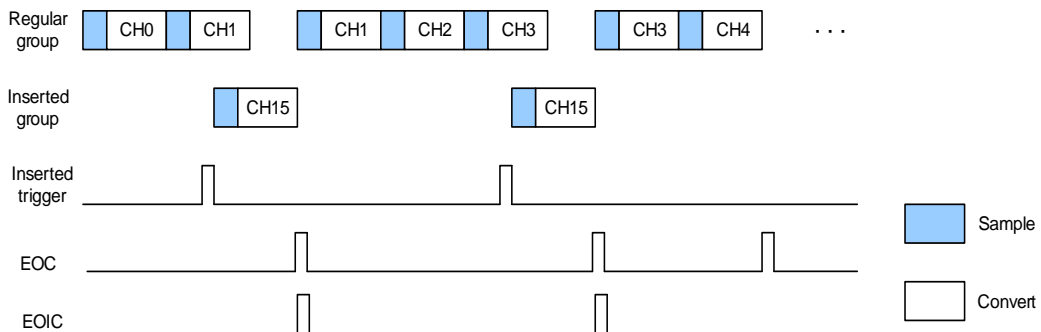 Regular
group
CH0 CH1 CH1 CH2 CH3 CH3 CH4 . . .
Inserted
group
CH15 CH15
Inserted
trigger
Sample
EOC
Convert
EOIC